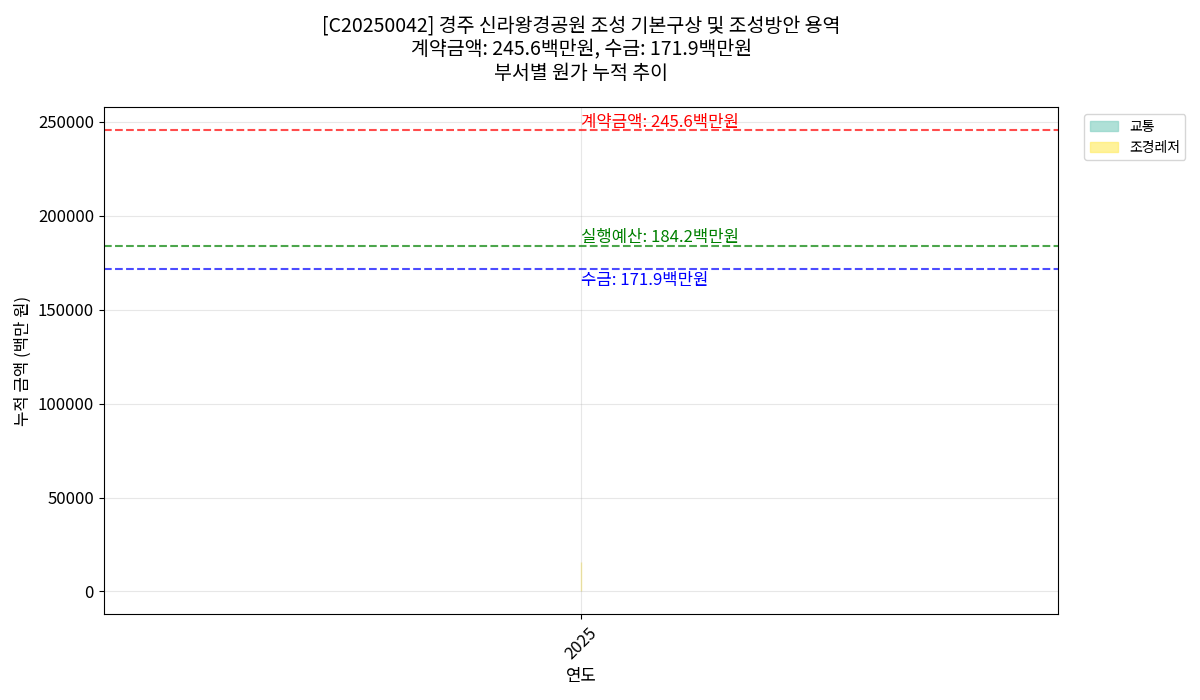 [C20250042] 경주 신라왕경공원 조성 기본구상 및 조성방안 용역
계약금액: 245.6백만원, 수금: 171.9백만원
부서별 원가 누적 추이
계약금액: 245.6백만원
실행예산: 184.2백만원
수금: 171.9백만원
교통
조경레저
누적 금액 (백만 원)
250000
200000
150000
100000
50000
0
2025
연도